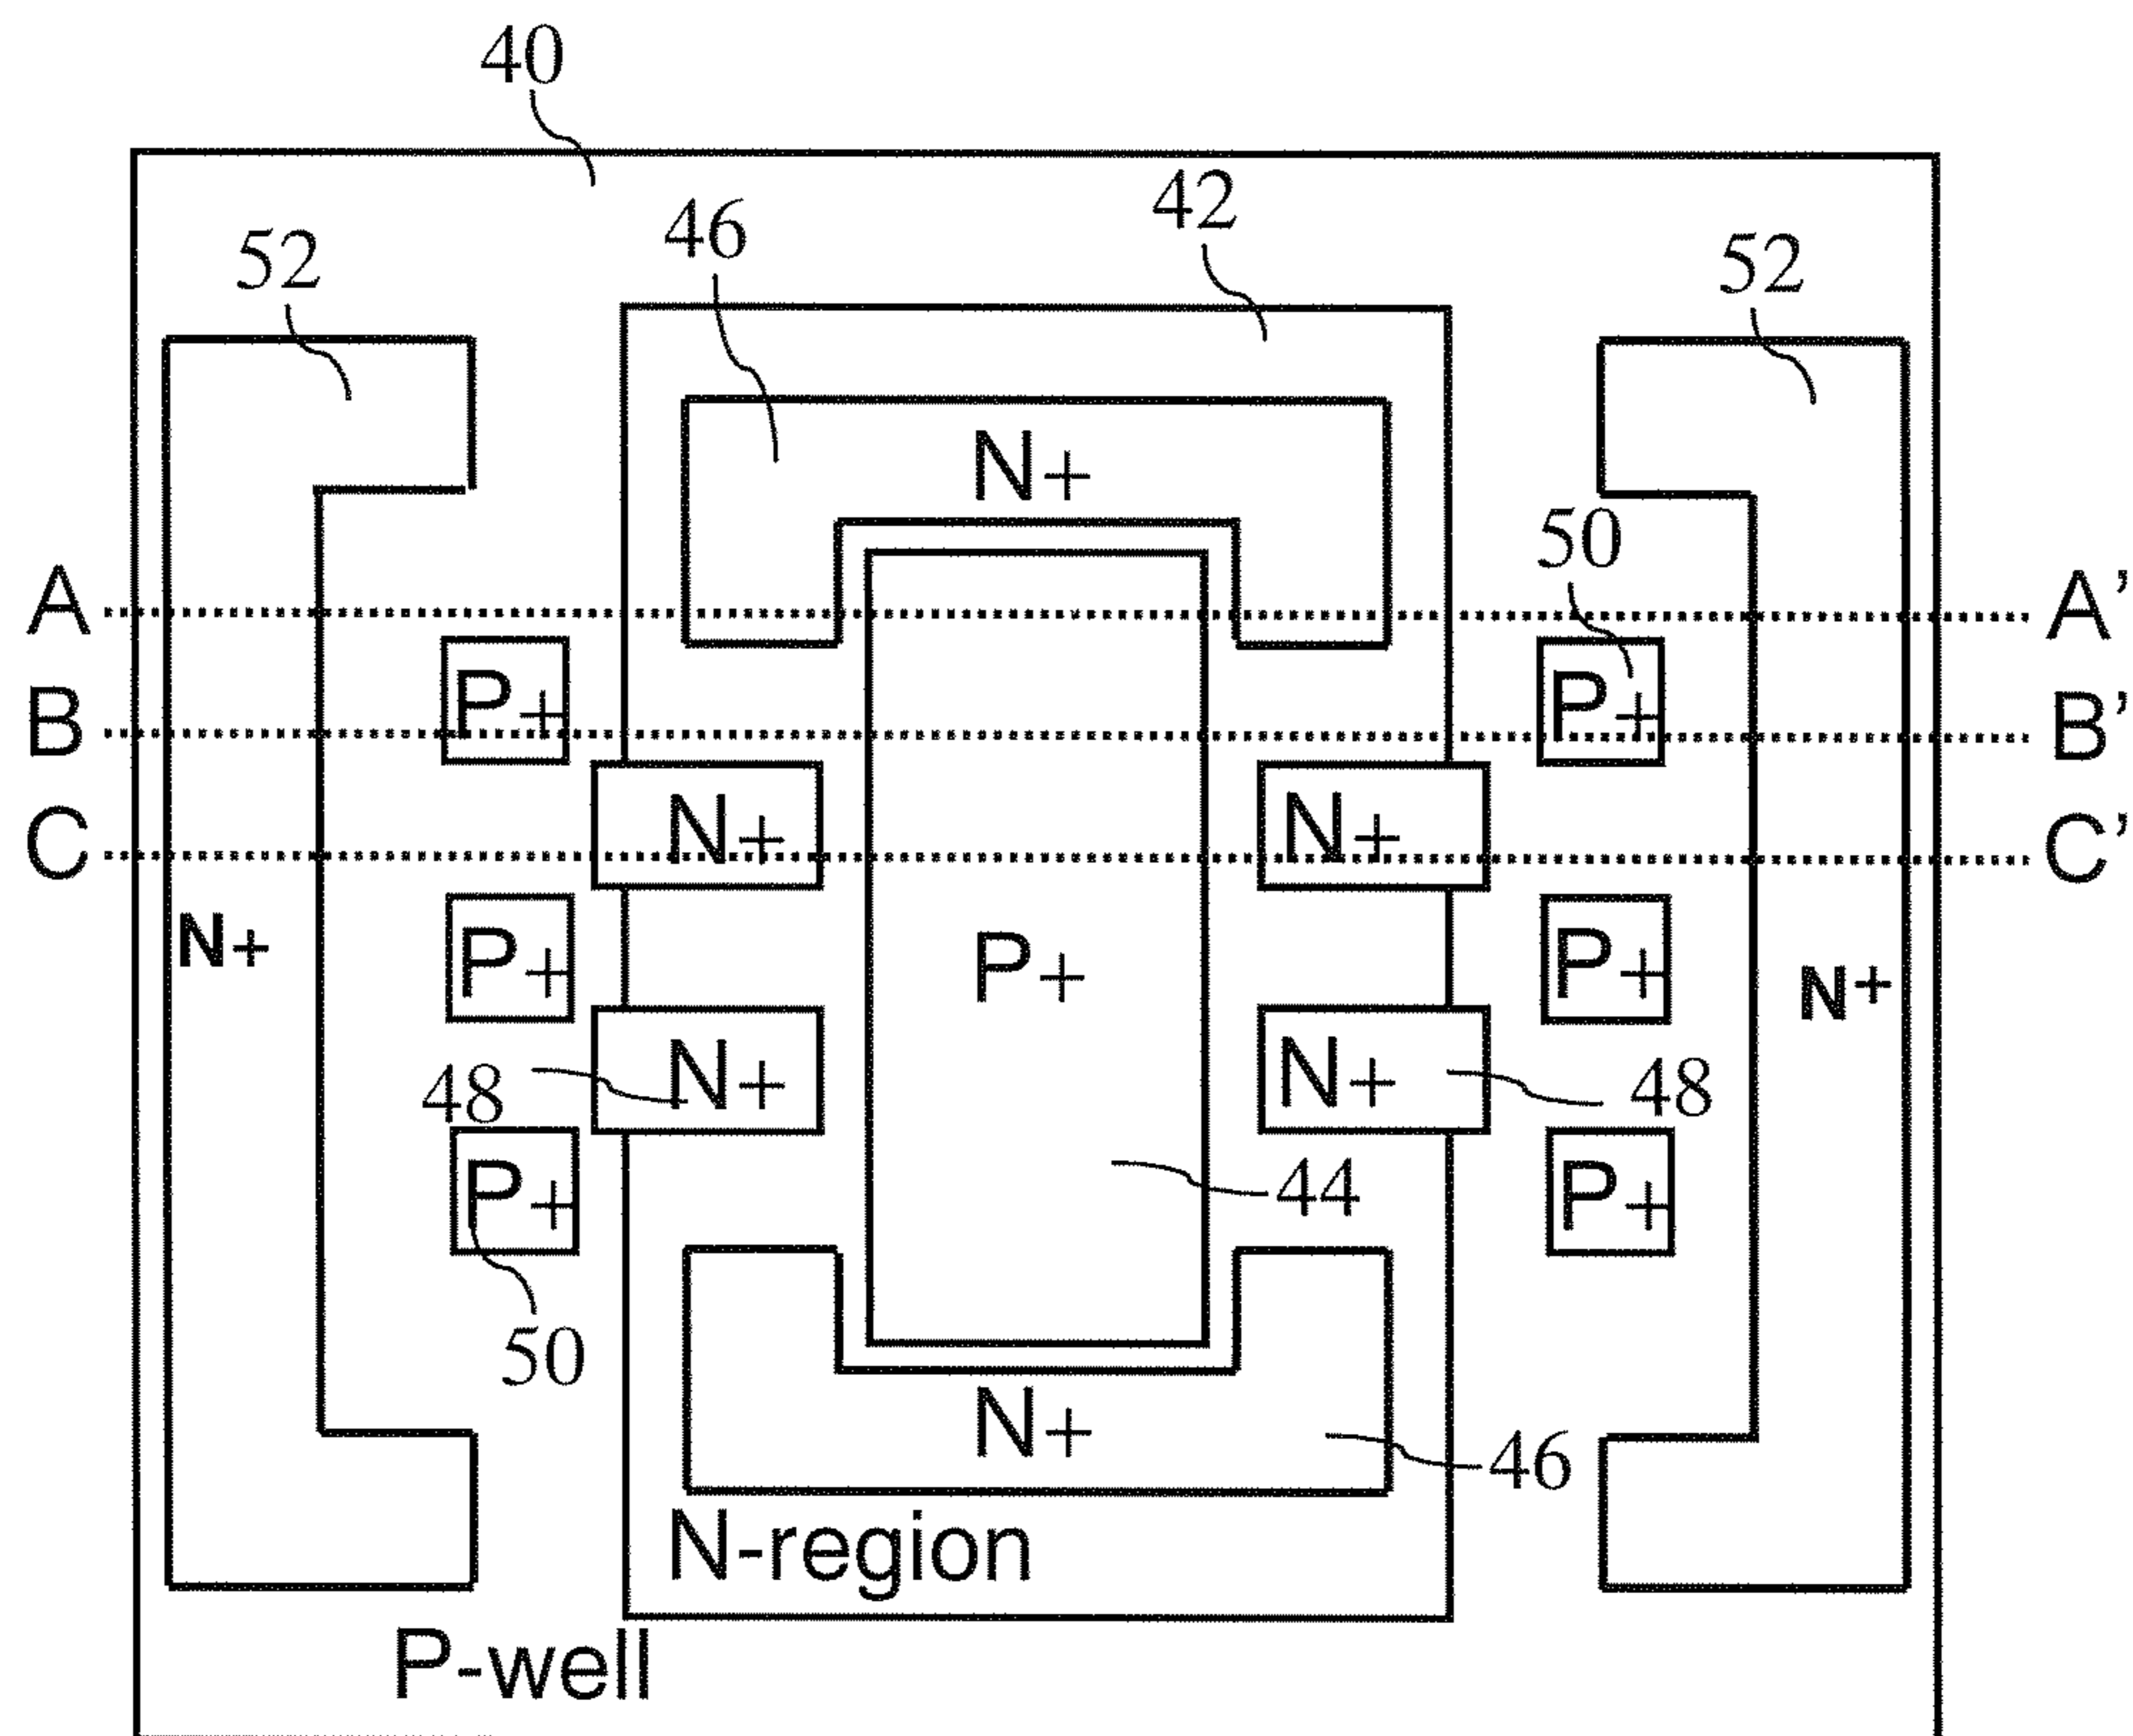 40
42
46
52
52
N+
50
A A'
P+ P+
B B'
N+ N+
C C'
N+ P+ P+ P+ N+
N+ N+
48 48
P+ 44 P+
50
N+
46
N-region
P-well